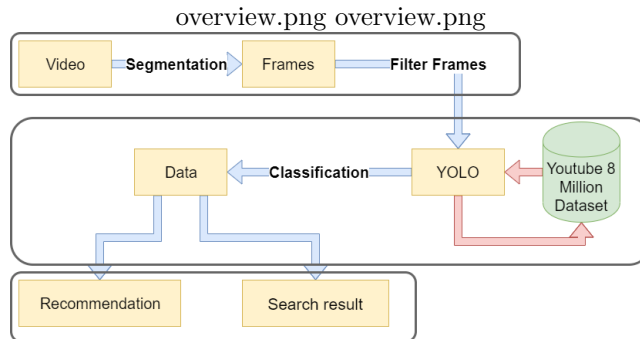 overview.png overview.png
Video
Segmentation
Frames
Filter Frames
Data
Classification
YOLO
Youtube 8
Million
Dataset
Recommendation
Search result